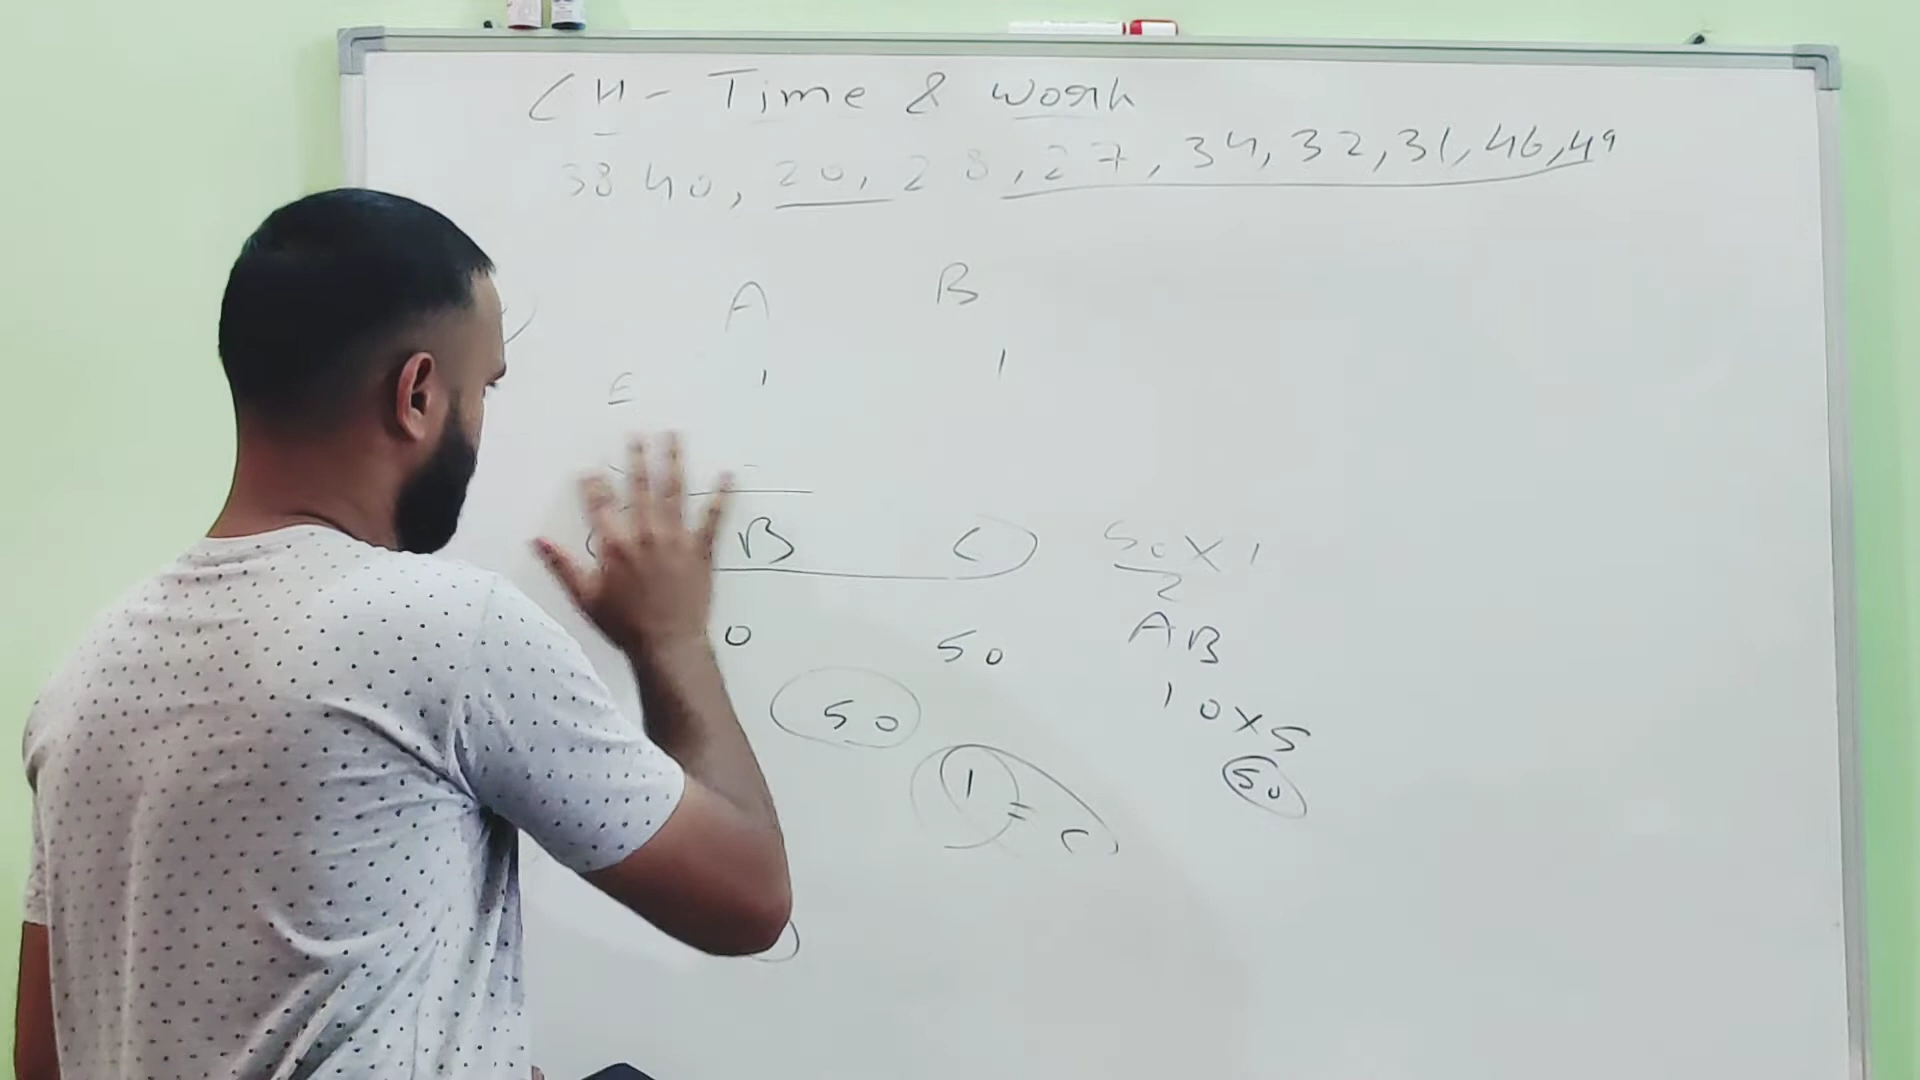 CH - Time & Work
38 40, 20, 28, 27, 34, 32, 31, 46, 49
A B
E 1 1
B C 50 X 1
2
0 50 AB
50 10 X 5
1 = C 50